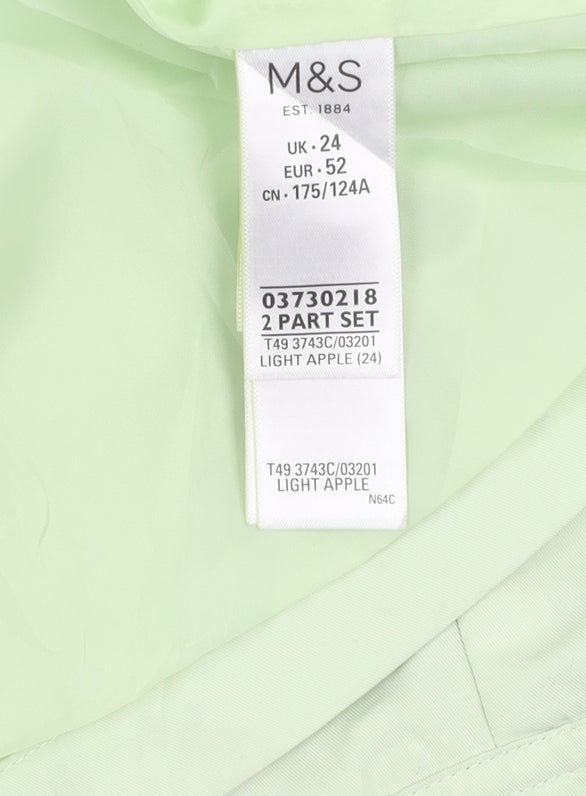 M&S
EST. 1884
UK · 24
EUR · 52
CN · 175/124A
03730218
2 PART SET
T49 3743C/03201
LIGHT APPLE (24)
T49 3743C/03201
LIGHT APPLE
N64C